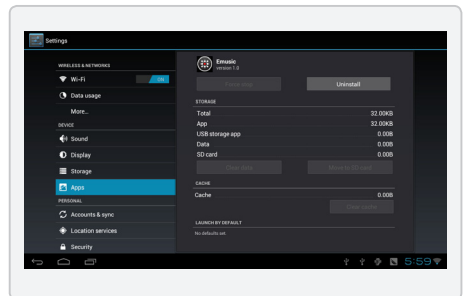 Settings
WIRELESS & NETWORKS
Wi-Fi
ON
Data usage
More...
DEVICE
Sound
Display
Storage
Apps
PERSONAL
Accounts & sync
Location services
Security
Emusic
version 1.0
Force stop
Uninstall
STORAGE
Total 32.00KB
App 32.00KB
USB storage app 0.00B
Data 0.00B
SD card 0.00B
Clear data
Move to SD card
CACHE
Cache 0.00B
Clear cache
LAUNCH BY DEFAULT
No defaults set.
5:59